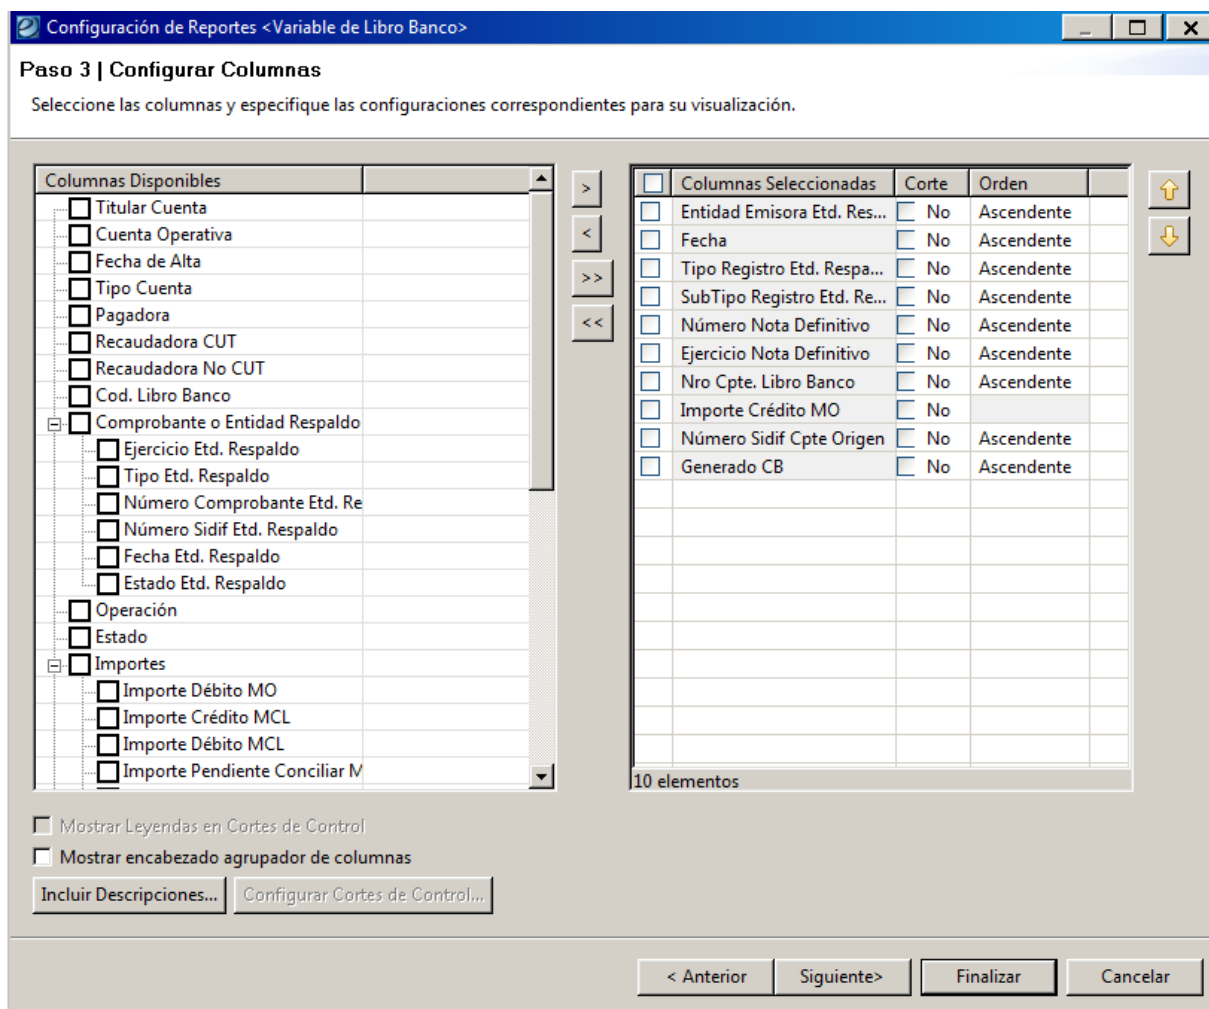 Configuración de Reportes <Variable de Libro Banco>
Paso 3 | Configurar Columnas
Seleccione las columnas y especifique las configuraciones correspondientes para su visualización.
Columnas Disponibles
Titular Cuenta
Cuenta Operativa
Fecha de Alta
Tipo Cuenta
Pagadora
Recaudadora CUT
Recaudadora No CUT
Cod. Libro Banco
Comprobante o Entidad Respaldo
Ejercicio Etd. Respaldo
Tipo Etd. Respaldo
Número Comprobante Etd. Re
Número Sidif Etd. Respaldo
Fecha Etd. Respaldo
Estado Etd. Respaldo
Operación
Estado
Importes
Importe Débito MO
Importe Crédito MCL
Importe Débito MCL
Importe Pendiente Conciliar M
>
<
>>
<<
Columnas Seleccionadas Corte Orden
Entidad Emisora Etd. Res... No Ascendente
Fecha No Ascendente
Tipo Registro Etd. Respa... No Ascendente
SubTipo Registro Etd. Re... No Ascendente
Número Nota Definitivo No Ascendente
Ejercicio Nota Definitivo No Ascendente
Nro Cpte. Libro Banco No Ascendente
Importe Crédito MO No
Número Sidif Cpte Origen No Ascendente
Generado CB No Ascendente
10 elementos
Mostrar Leyendas en Cortes de Control
Mostrar encabezado agrupador de columnas
Incluir Descripciones... Configurar Cortes de Control...
< Anterior Siguiente> Finalizar Cancelar